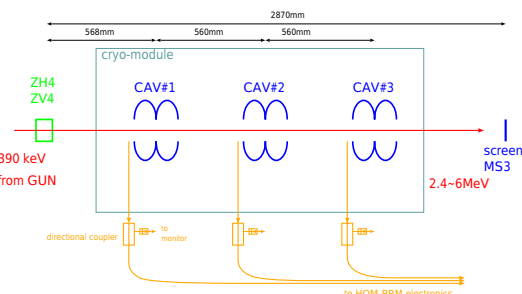 2870mm
568mm 560mm 560mm
cryo-module
ZH4
ZV4
CAV#1 CAV#2 CAV#3
390 keV
from GUN
screen
MS3
2.4~6MeV
directional coupler
to
monitor
to HOM-BPM electronics